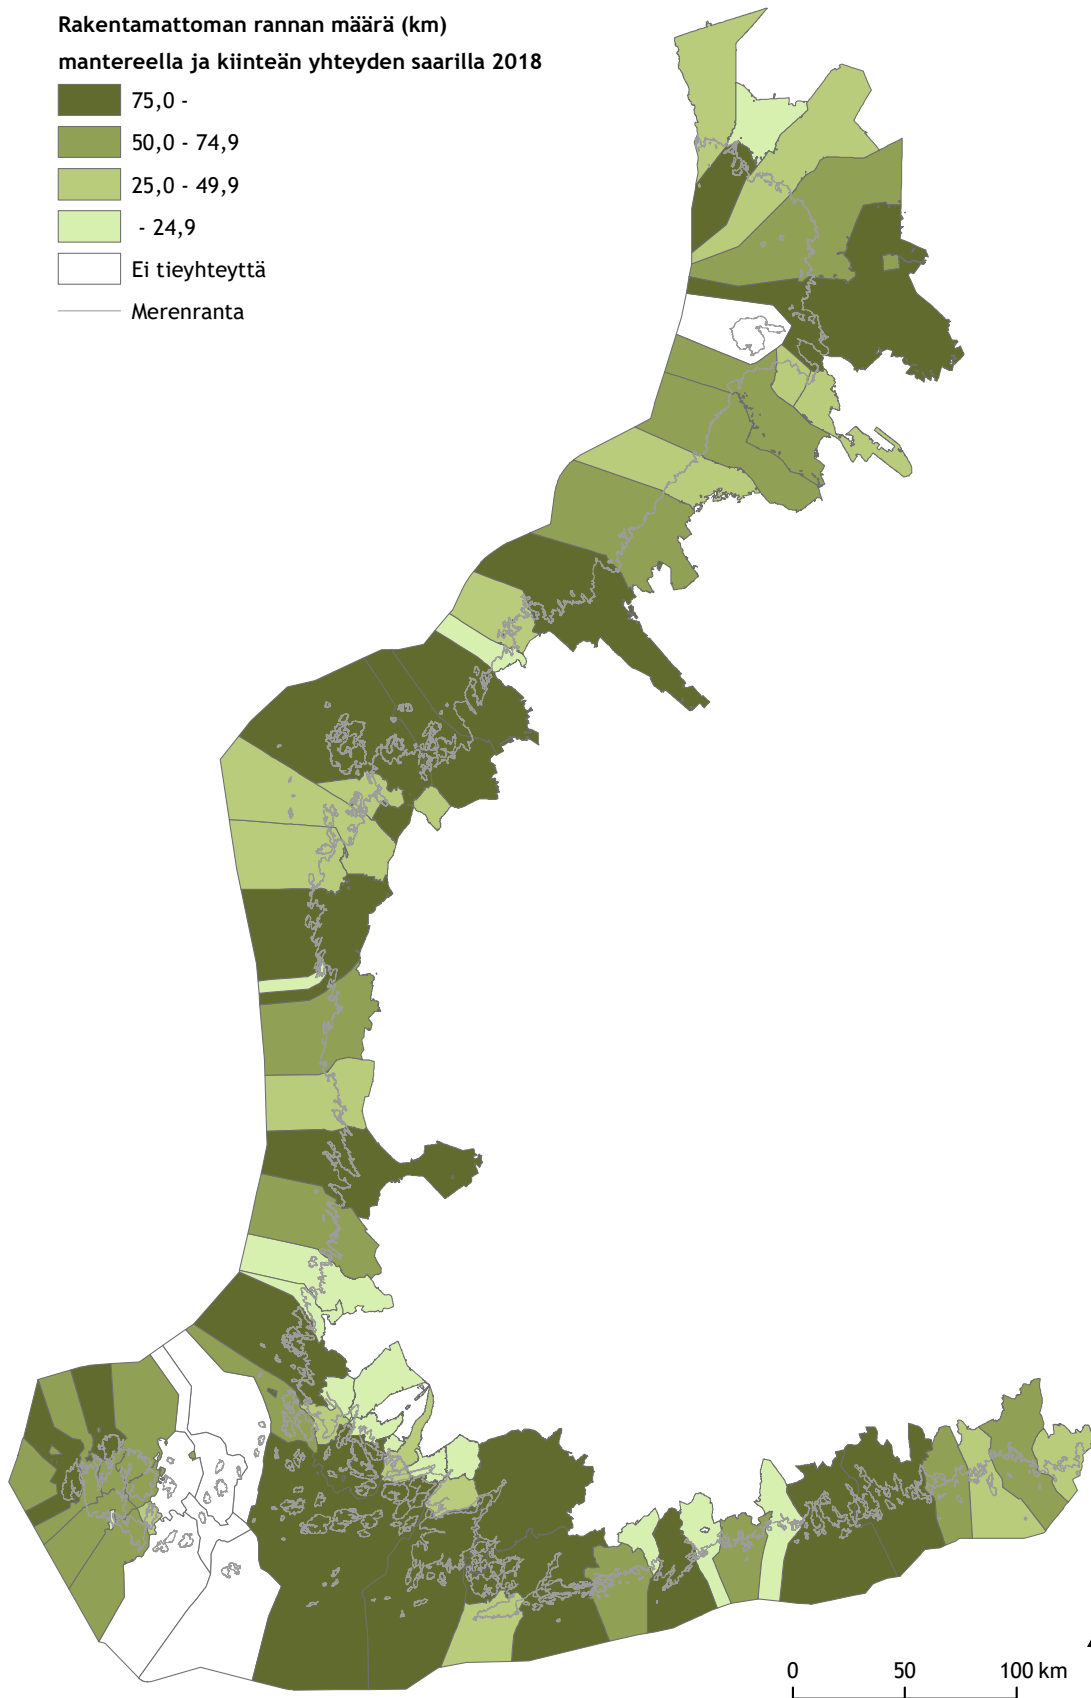 Rakentamattoman rannan määrä (km)
mantereella ja kiinteän yhteyden saarilla 2018
75,0 -
50,0 - 74,9
25,0 - 49,9
- 24,9
Ei tieyhteyttä
Merenranta
0 50 100 km